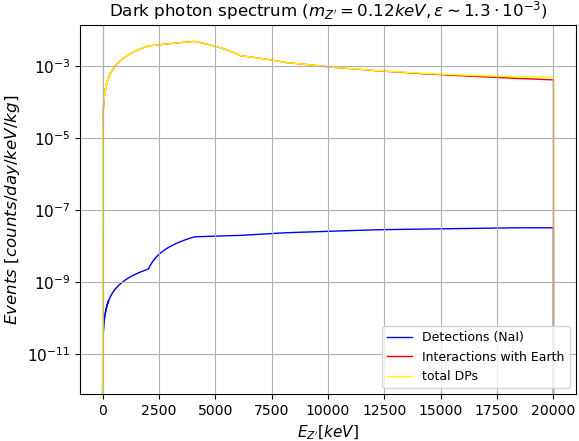 Dark photon spectrum ($m_{Z'} = 0.12keV, \varepsilon \sim 1.3 \cdot 10^{-3}$)
Events [counts/day/keV/kg]
10⁻³
10⁻⁵
10⁻⁷
10⁻⁹
10⁻¹¹
Detections (NaI)
Interactions with Earth
total DPs
0 2500 5000 7500 10000 12500 15000 17500 20000
$E_{Z'}[keV]$